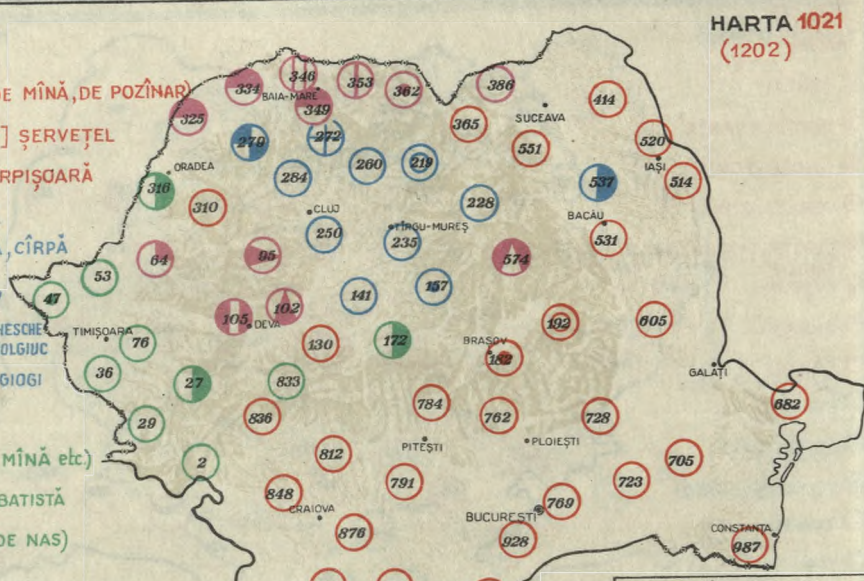 HARTA 1021
(1202)
DE MÎNĂ, DE POZÎNAR)
] ȘERVEȚEL
RPIȘOARĂ
, CÎRPĂ
HESCHE
OLGIUC
GIOGI
MÎNĂ etc.)
BATISTĂ
DE NAS)
346
353
334
362
386
BAIA-MARE
349
414
325
365
SUCEAVA
279
272
551
520
260
219
IAȘI
ORADEA
284
537
514
316
310
228
CLUJ
BACĂU
TÎRGU-MUREȘ
250
235
531
64
95
574
53
157
47
141
105
102
DEVA
192
605
TIMIȘOARA
76
130
172
BRAȘOV
182
36
GALAȚI
27
833
784
682
836
762
728
29
PITEȘTI
PLOIEȘTI
2
812
705
791
723
848
769
CRAIOVA
BUCUREȘTI
876
928
CONSTANȚA
987